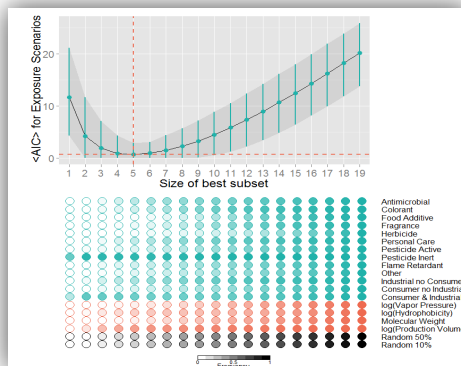 <AIC> for Exposure Scenarios
20
10
0
1 2 3 4 5 6 7 8 9 10 11 12 13 14 15 16 17 18 19
Size of best subset
Antimicrobial
Colorant
Food Additive
Fragrance
Herbicide
Personal Care
Pesticide Active
Pesticide Inert
Flame Retardant
Other
Industrial no Consume
Consumer no Industria
Consumer & Industrial
log(Vapor Pressure)
log(Hydrophobicity)
Molecular Weight
log(Production Volum
Random 50%
Random 10%
0 0.5 1